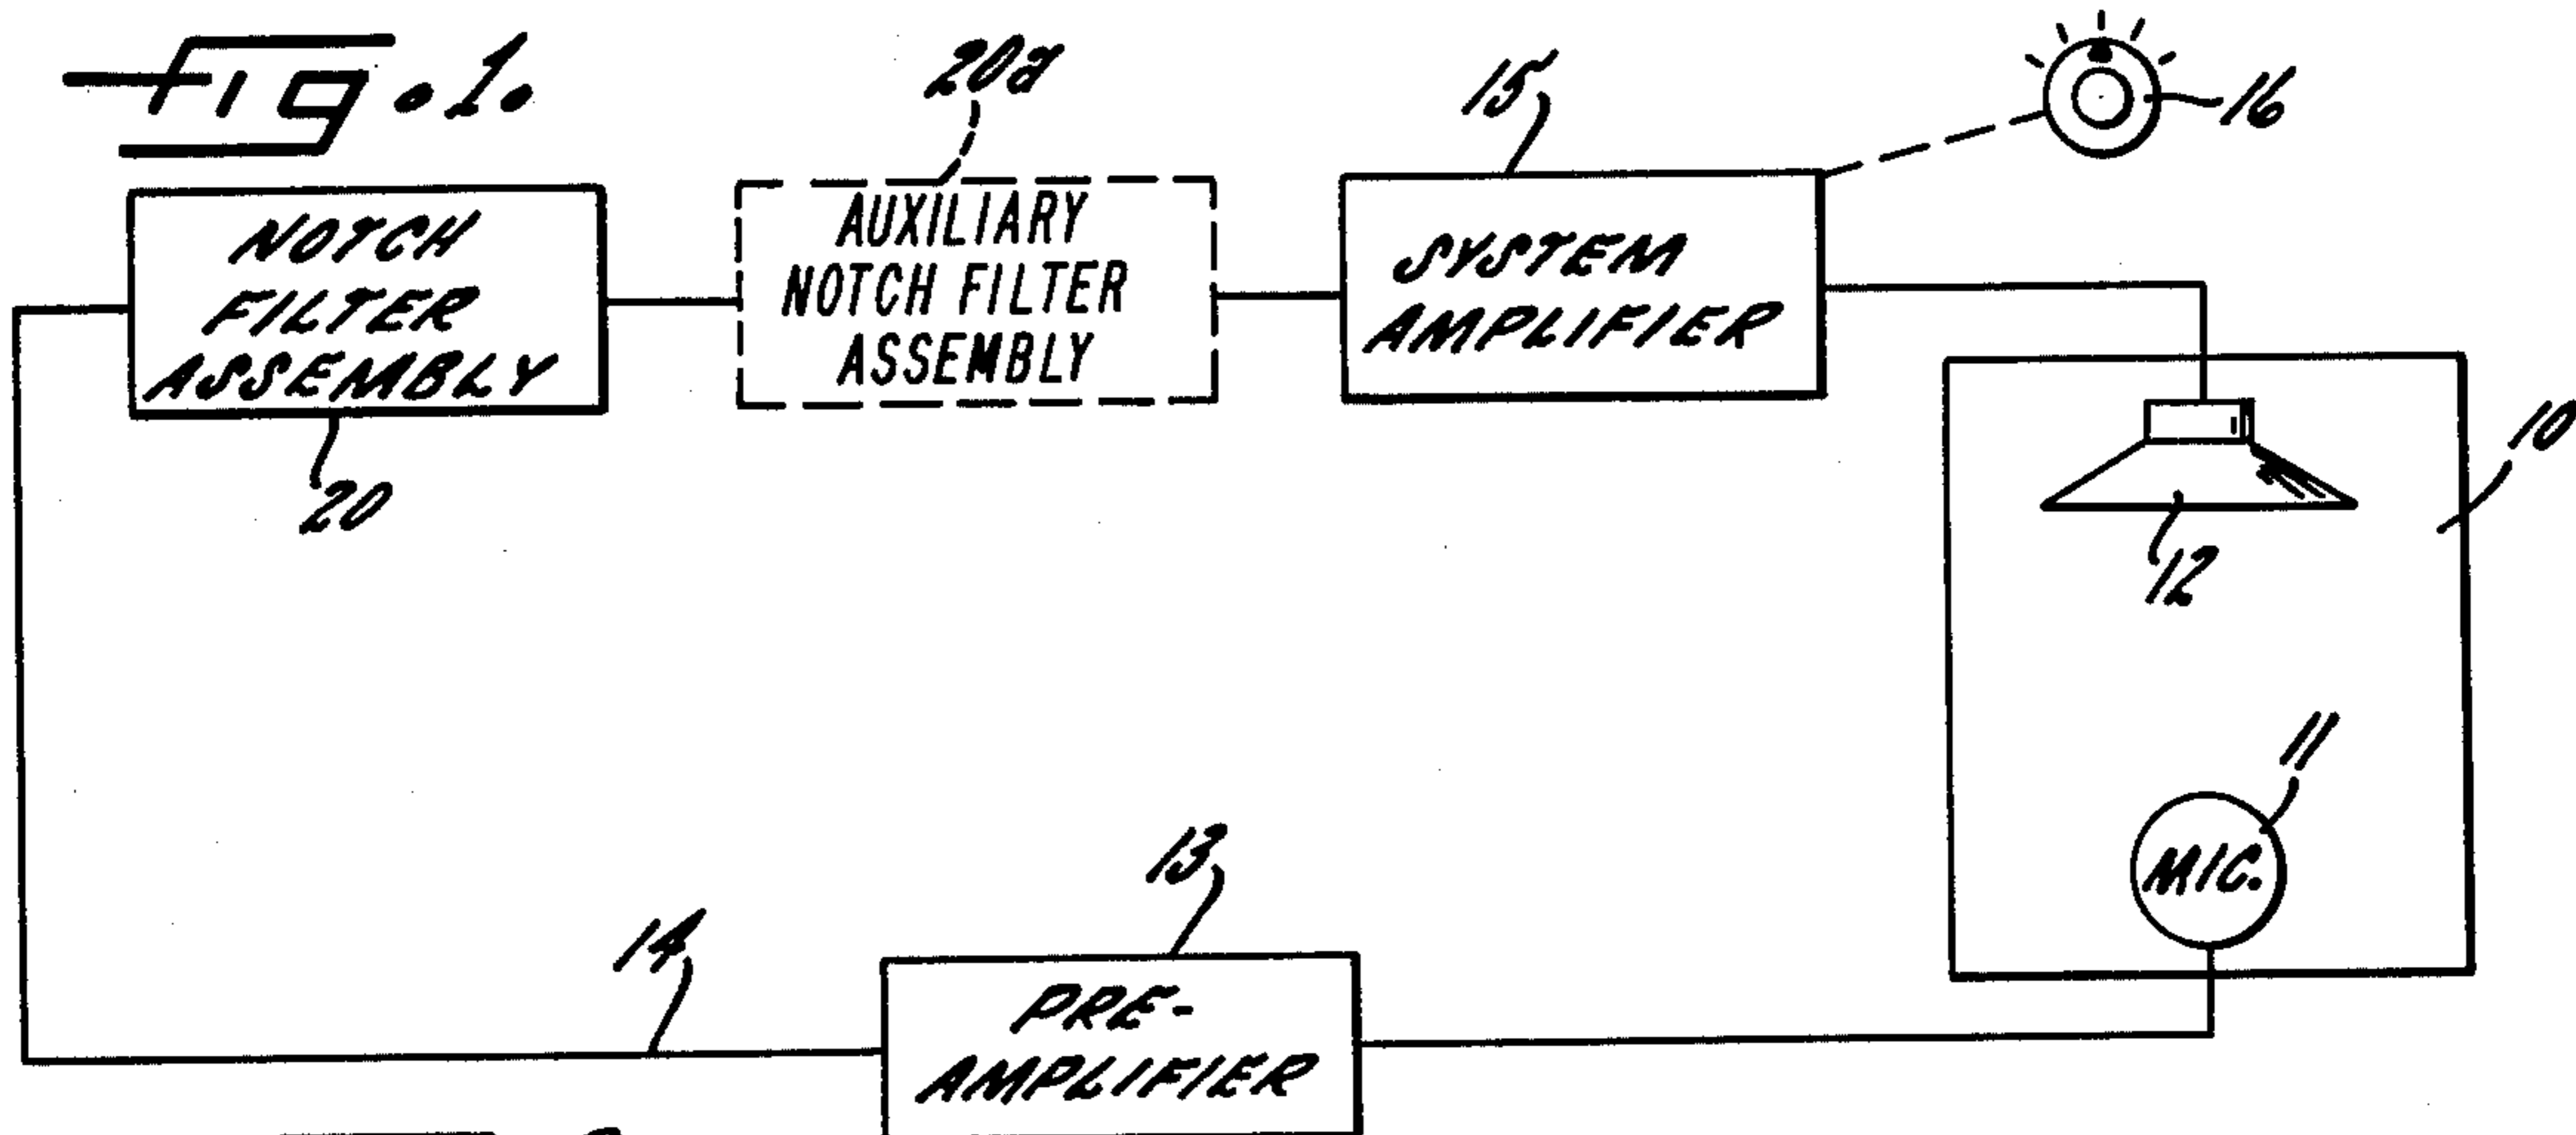 Fig. 1.
20a
15
16
NOTCH
FILTER
ASSEMBLY
AUXILIARY
NOTCH FILTER
ASSEMBLY
SYSTEM
AMPLIFIER
20
12
10
11
MIC.
13
14
PRE-
AMPLIFIER